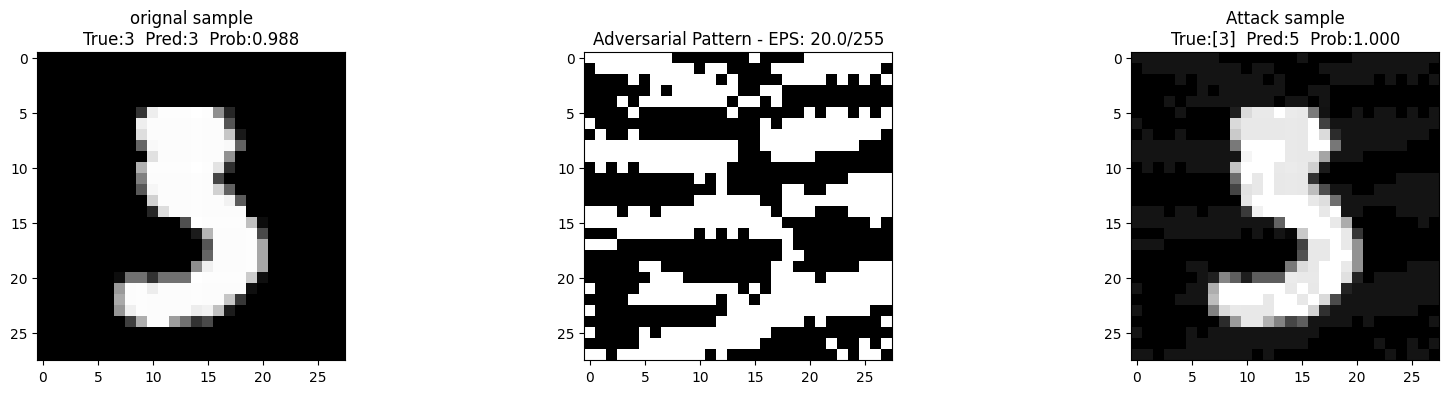 orignal sample
True:3 Pred:3 Prob:0.988
0
5
10
15
20
25
0 5 10 15 20 25
Adversarial Pattern - EPS: 20.0/255
0
5
10
15
20
25
0 5 10 15 20 25
Attack sample
True:[3] Pred:5 Prob:1.000
0
5
10
15
20
25
0 5 10 15 20 25